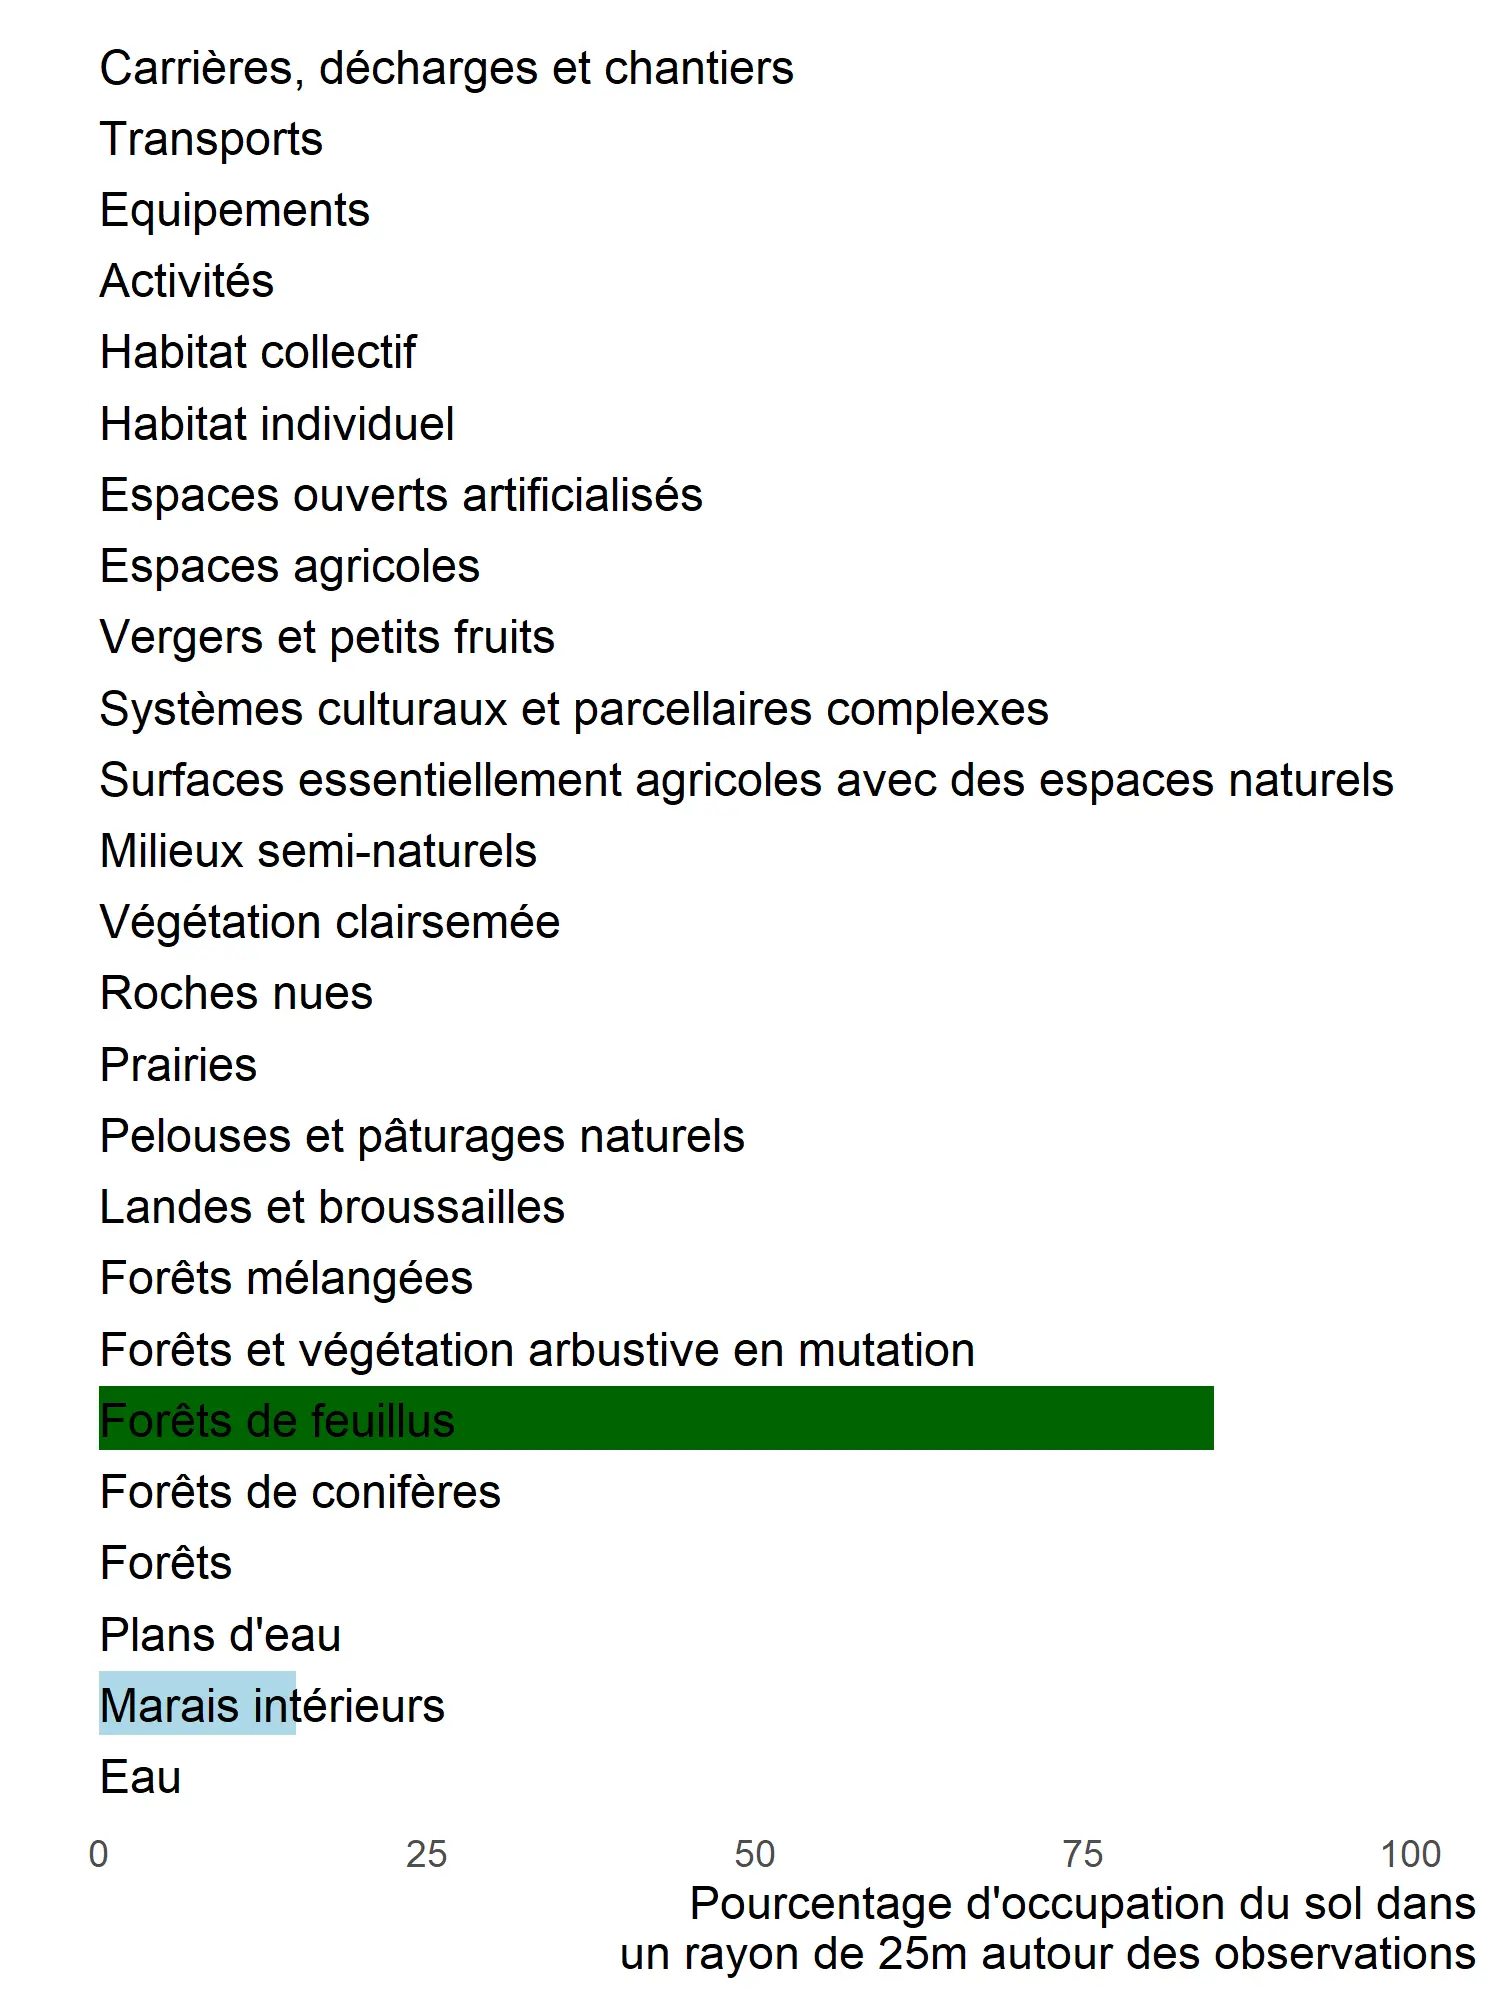 Carrières, décharges et chantiers
Transports
Equipements
Activités
Habitat collectif
Habitat individuel
Espaces ouverts artificialisés
Espaces agricoles
Vergers et petits fruits
Systèmes culturaux et parcellaires complexes
Surfaces essentiellement agricoles avec des espaces naturels
Milieux semi-naturels
Végétation clairsemée
Roches nues
Prairies
Pelouses et pâturages naturels
Landes et broussailles
Forêts mélangées
Forêts et végétation arbustive en mutation
Forêts de feuillus
Forêts de conifères
Forêts
Plans d'eau
Marais intérieurs
Eau
0 25 50 75 100
Pourcentage d'occupation du sol dans
un rayon de 25m autour des observations